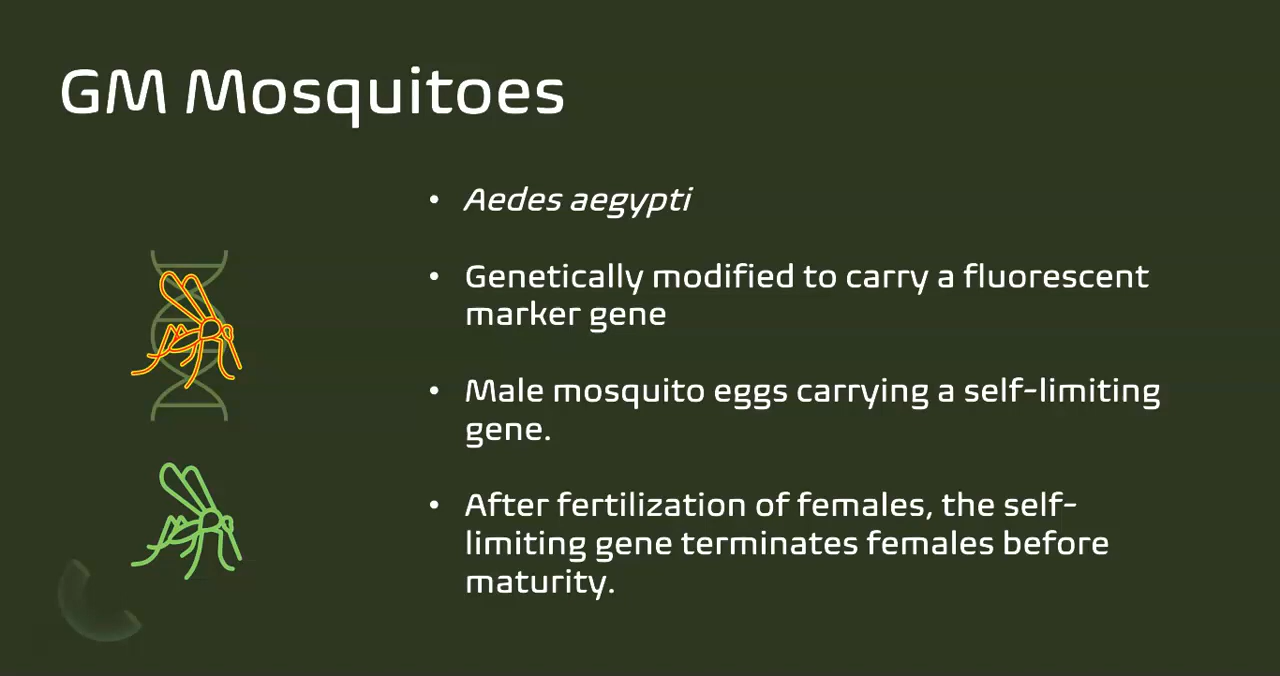 GM Mosquitoes
• Aedes aegypti
• Genetically modified to carry a fluorescent
marker gene
• Male mosquito eggs carrying a self-limiting
gene.
• After fertilization of females, the self-
limiting gene terminates females before
maturity.